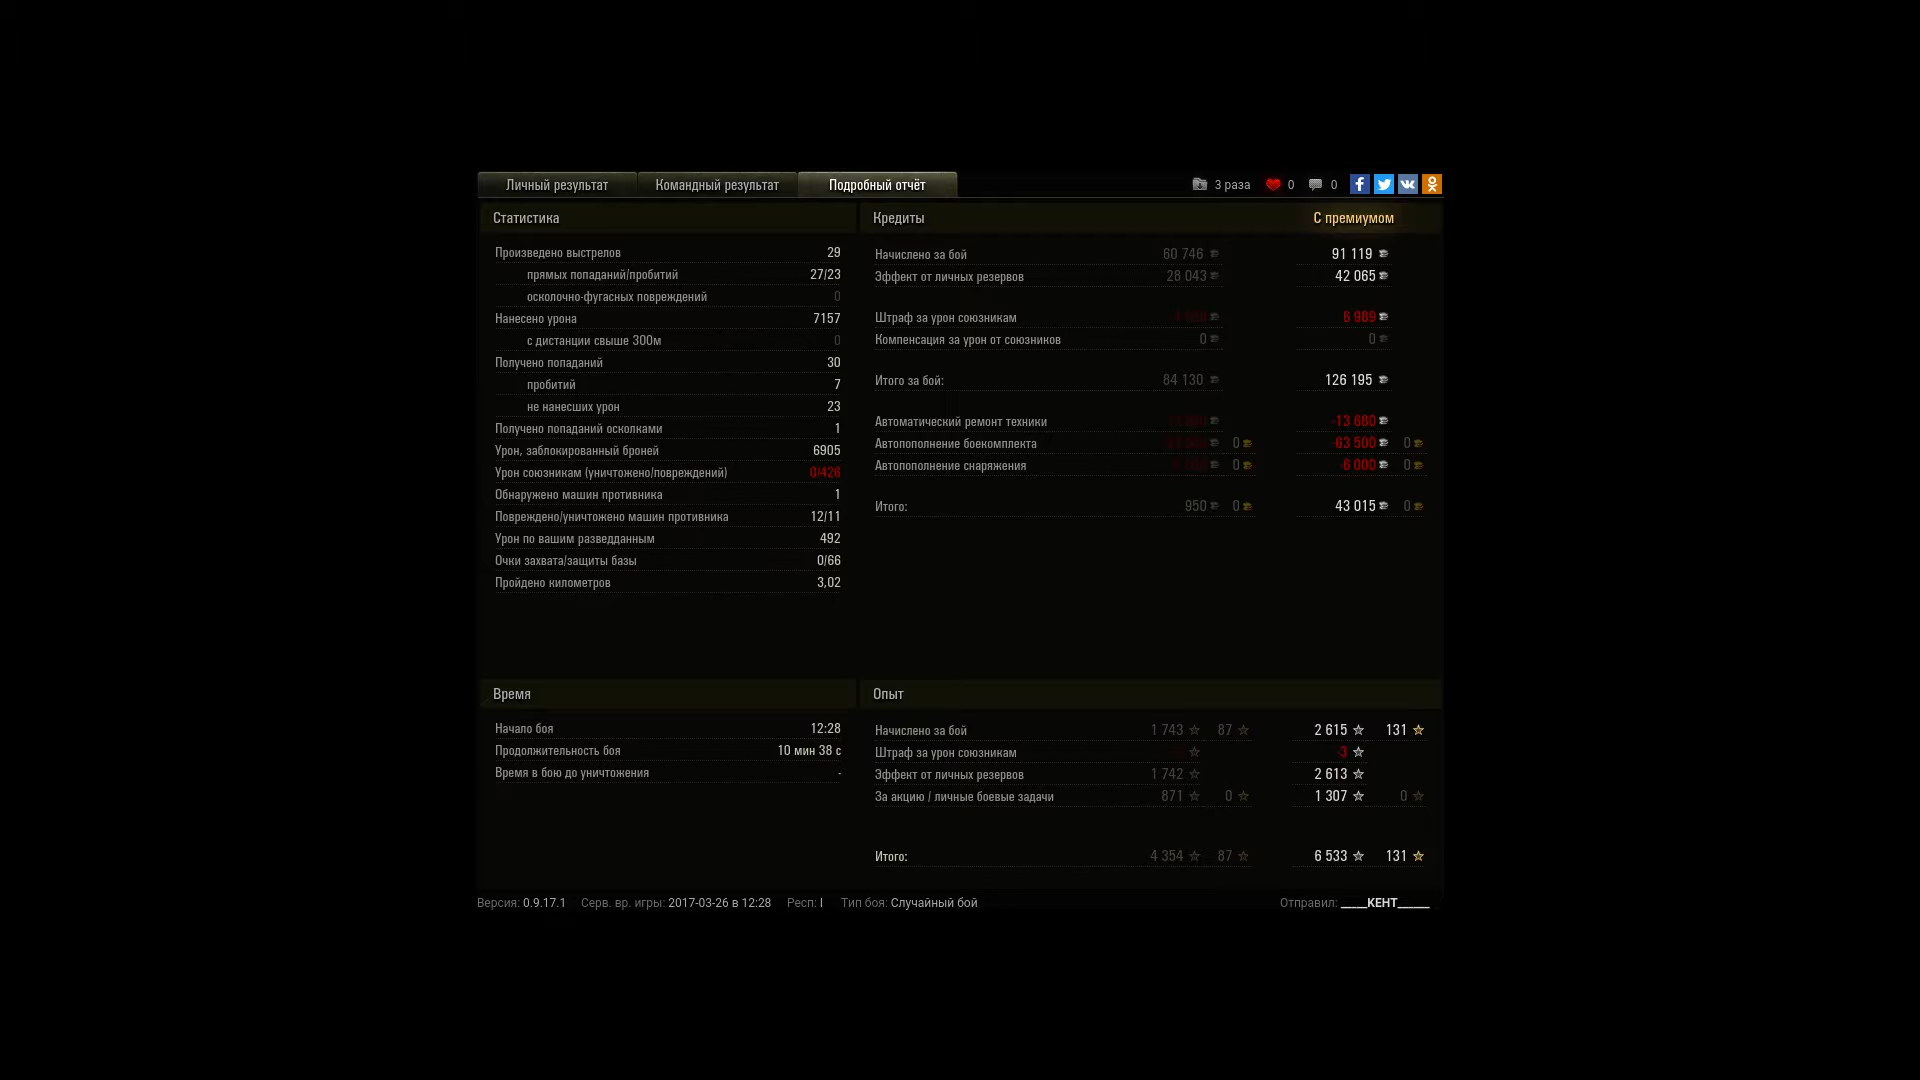 Личный результат Командный результат Подробный отчёт 3 раза 0 0
Статистика
Произведено выстрелов 29
прямых попаданий/пробитий 27/23
осколочно-фугасных повреждений 0
Нанесено урона 7157
с дистанции свыше 300м 0
Получено попаданий 30
пробитий 7
не нанесших урон 23
Получено попаданий осколками 1
Урон, заблокированный броней 6905
Урон союзникам (уничтожено/повреждений) 0/426
Обнаружено машин противника 1
Повреждено/уничтожено машин противника 12/11
Урон по вашим разведданным 492
Очки захвата/защиты базы 0/66
Пройдено километров 3,02
Кредиты С премиумом
Начислено за бой 60 746 91 119
Эффект от личных резервов 28 043 42 065
Штраф за урон союзникам 6 989
Компенсация за урон от союзников 0 0
Итого за бой: 84 130 126 195
Автоматический ремонт техники -13 680
Автопополнение боекомплекта 0 -63 500 0
Автопополнение снаряжения 0 -6 000 0
Итого: 950 0 43 015 0
Время
Начало боя 12:28
Продолжительность боя 10 мин 38 с
Время в бою до уничтожения -
Опыт
Начислено за бой 1 743 87 2 615 131
Штраф за урон союзникам -3
Эффект от личных резервов 1 742 2 613
За акцию / личные боевые задачи 871 0 1 307 0
Итого: 4 354 87 6 533 131
Версия: 0.9.17.1 Серв. вр. игры: 2017-03-26 в 12:28 Респ: I Тип боя: Случайный бой Отправил: _____KEHT______